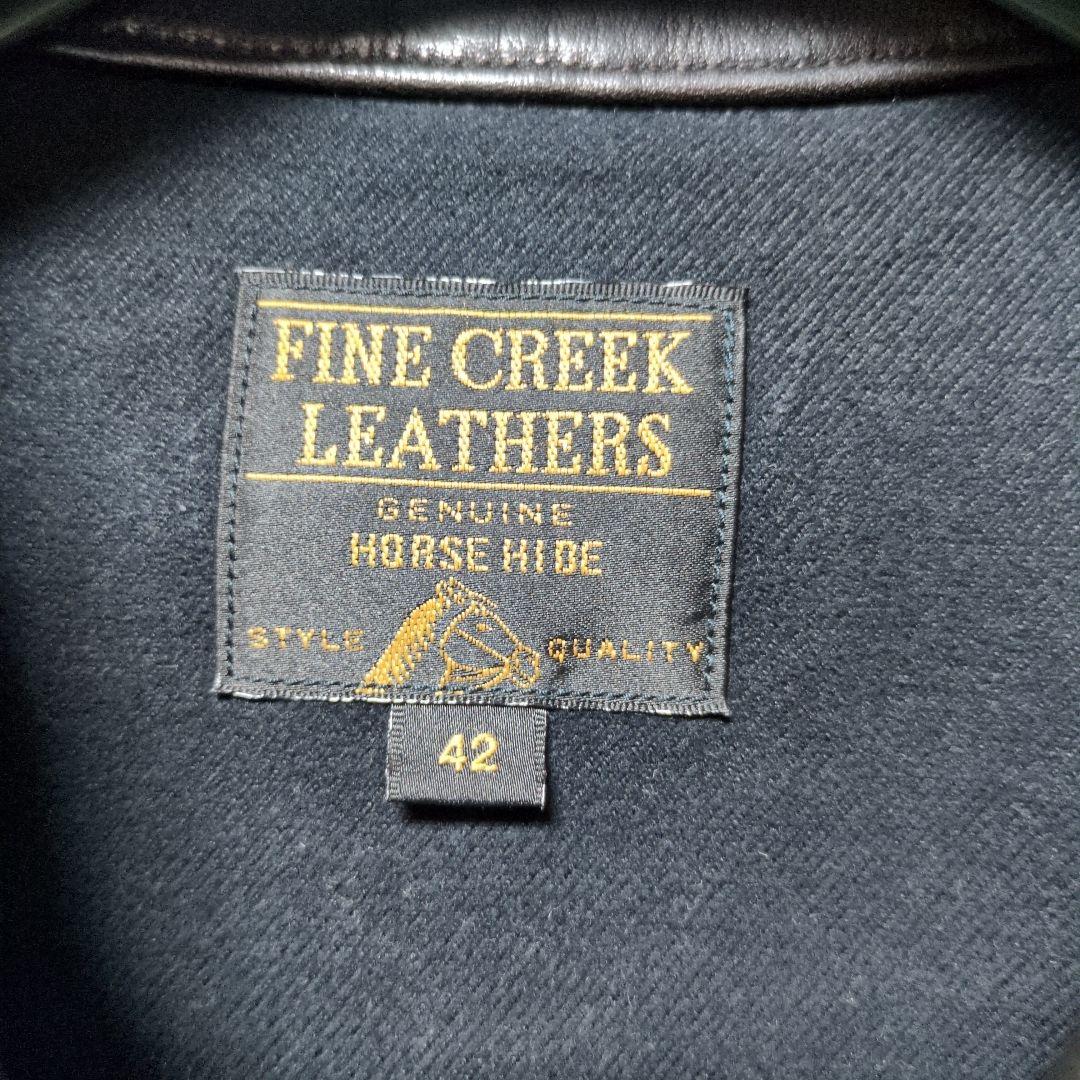 FINE CREEK
LEATHERS
GENUINE
HORSE HIDE
STYLE QUALITY
42